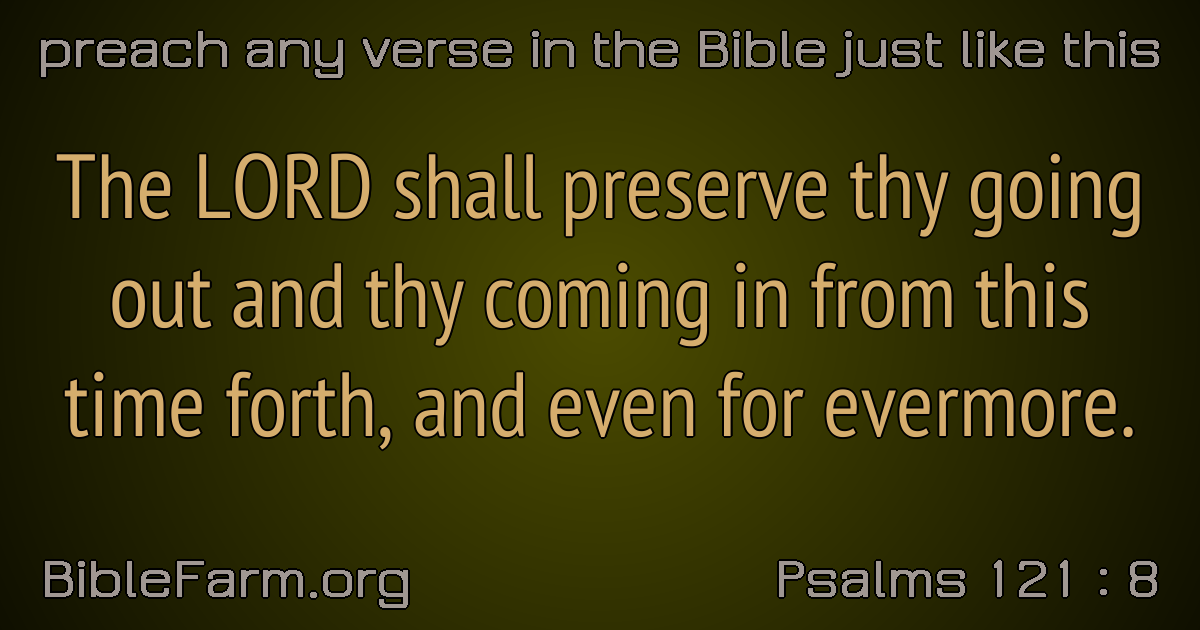 preach any verse in the Bible just like this
The LORD shall preserve thy going
out and thy coming in from this
time forth, and even for evermore.
BibleFarm.org
Psalms 121 : 8